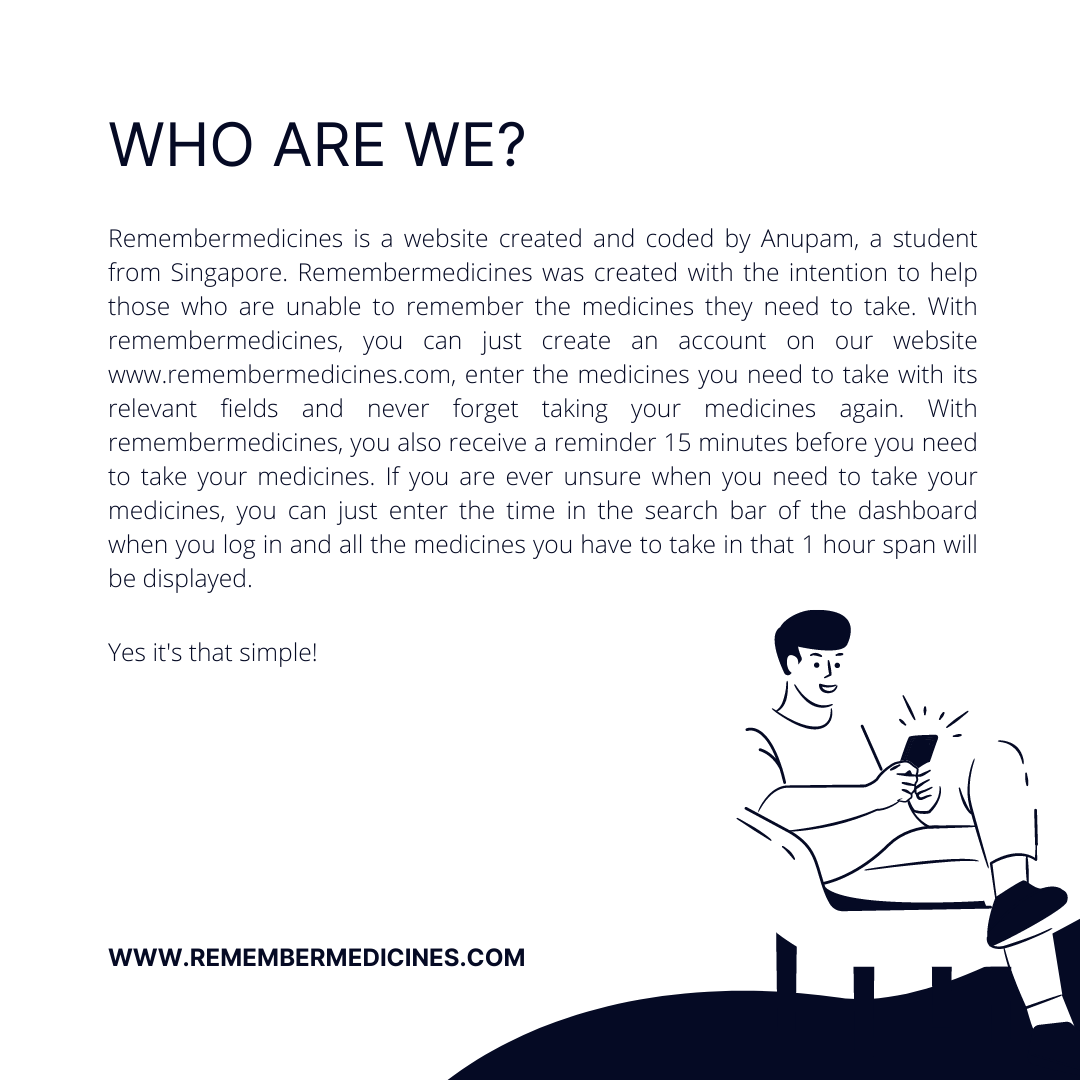 WHO ARE WE?
Remembermedicines is a website created and coded by Anupam, a student
from Singapore. Remembermedicines was created with the intention to help
those who are unable to remember the medicines they need to take. With
remembermedicines, you can just create an account on our website
www.remembermedicines.com, enter the medicines you need to take with its
relevant fields and never forget taking your medicines again. With
remembermedicines, you also receive a reminder 15 minutes before you need
to take your medicines. If you are ever unsure when you need to take your
medicines, you can just enter the time in the search bar of the dashboard
when you log in and all the medicines you have to take in that 1 hour span will
be displayed.
Yes it's that simple!
WWW.REMEMBERMEDICINES.COM